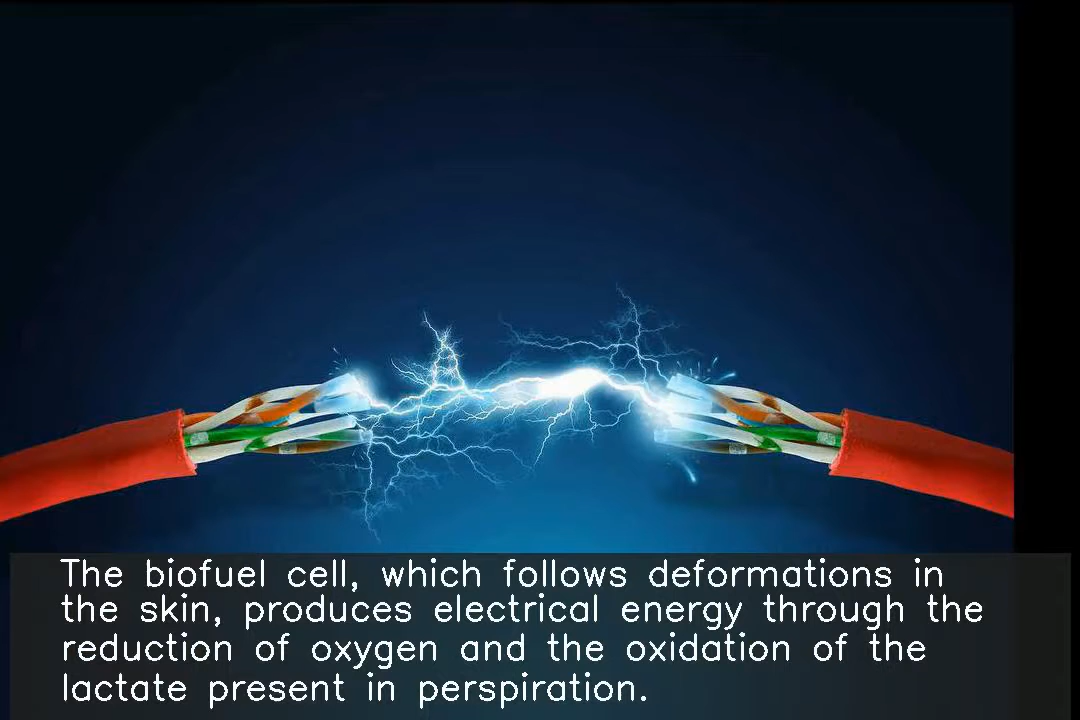 The biofuel cell, which follows deformations in
the skin, produces electrical energy through the
reduction of oxygen and the oxidation of the
lactate present in perspiration.